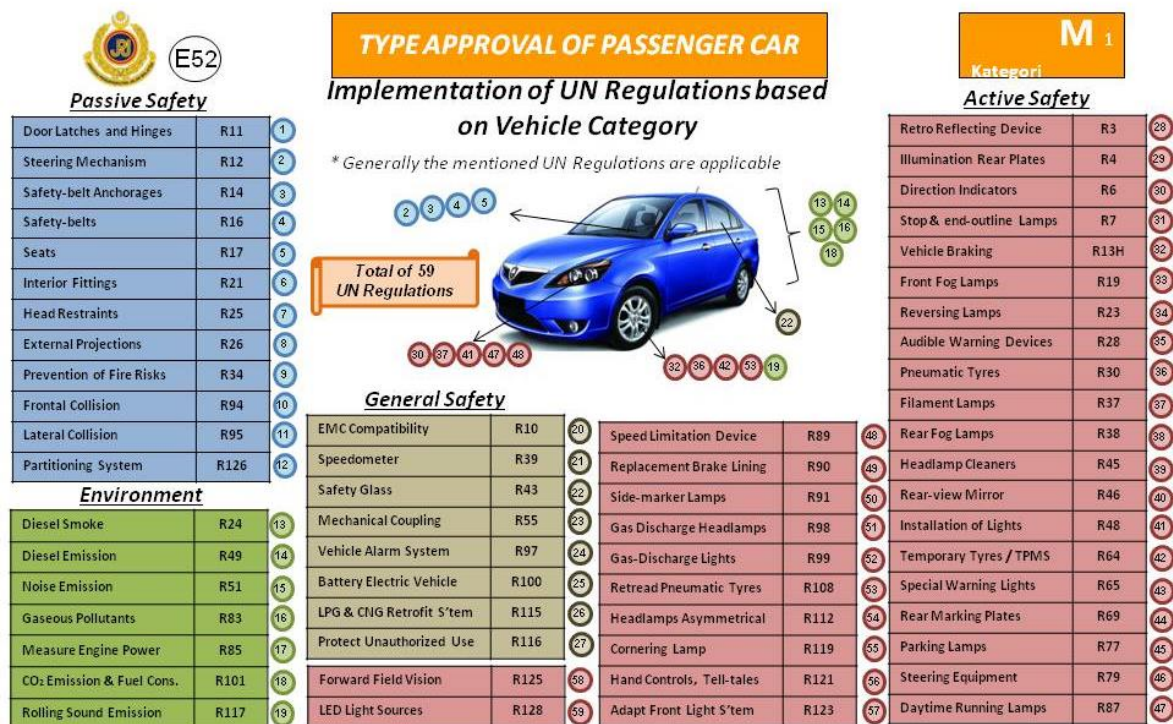 E52
TYPE APPROVAL OF PASSENGER CAR
M 1
Kategori
Implementation of UN Regulations based
on Vehicle Category
* Generally the mentioned UN Regulations are applicable
Total of 59
UN Regulations
2 3 4 5
13 14
15 16
18
22
30 37 41 47 48
32 36 42 53 19
Passive Safety
Door Latches and Hinges R11 1
Steering Mechanism R12 2
Safety-belt Anchorages R14 3
Safety-belts R16 4
Seats R17 5
Interior Fittings R21 6
Head Restraints R25 7
External Projections R26 8
Prevention of Fire Risks R34 9
Frontal Collision R94 10
Lateral Collision R95 11
Partitioning System R126 12
Environment
Diesel Smoke R24 13
Diesel Emission R49 14
Noise Emission R51 15
Gaseous Pollutants R83 16
Measure Engine Power R85 17
CO₂ Emission & Fuel Cons. R101 18
Rolling Sound Emission R117 19
General Safety
EMC Compatibility R10 20
Speedometer R39 21
Safety Glass R43 22
Mechanical Coupling R55 23
Vehicle Alarm System R97 24
Battery Electric Vehicle R100 25
LPG & CNG Retrofit S'tem R115 26
Protect Unauthorized Use R116 27
Active Safety
Retro Reflecting Device R3 28
Illumination Rear Plates R4 29
Direction Indicators R6 30
Stop & end-outline Lamps R7 31
Vehicle Braking R13H 32
Front Fog Lamps R19 33
Reversing Lamps R23 34
Audible Warning Devices R28 35
Pneumatic Tyres R30 36
Filament Lamps R37 37
Rear Fog Lamps R38 38
Headlamp Cleaners R45 39
Rear-view Mirror R46 40
Installation of Lights R48 41
Temporary Tyres / TPMS R64 42
Special Warning Lights R65 43
Rear Marking Plates R69 44
Parking Lamps R77 45
Steering Equipment R79 46
Daytime Running Lamps R87 47
Speed Limitation Device R89 48
Replacement Brake Lining R90 49
Side-marker Lamps R91 50
Gas Discharge Headlamps R98 51
Gas-Discharge Lights R99 52
Retread Pneumatic Tyres R108 53
Headlamps Asymmetrical R112 54
Cornering Lamp R119 55
Hand Controls, Tell-tales R121 56
Adapt Front Light S'tem R123 57
Forward Field Vision R125 58
LED Light Sources R128 59